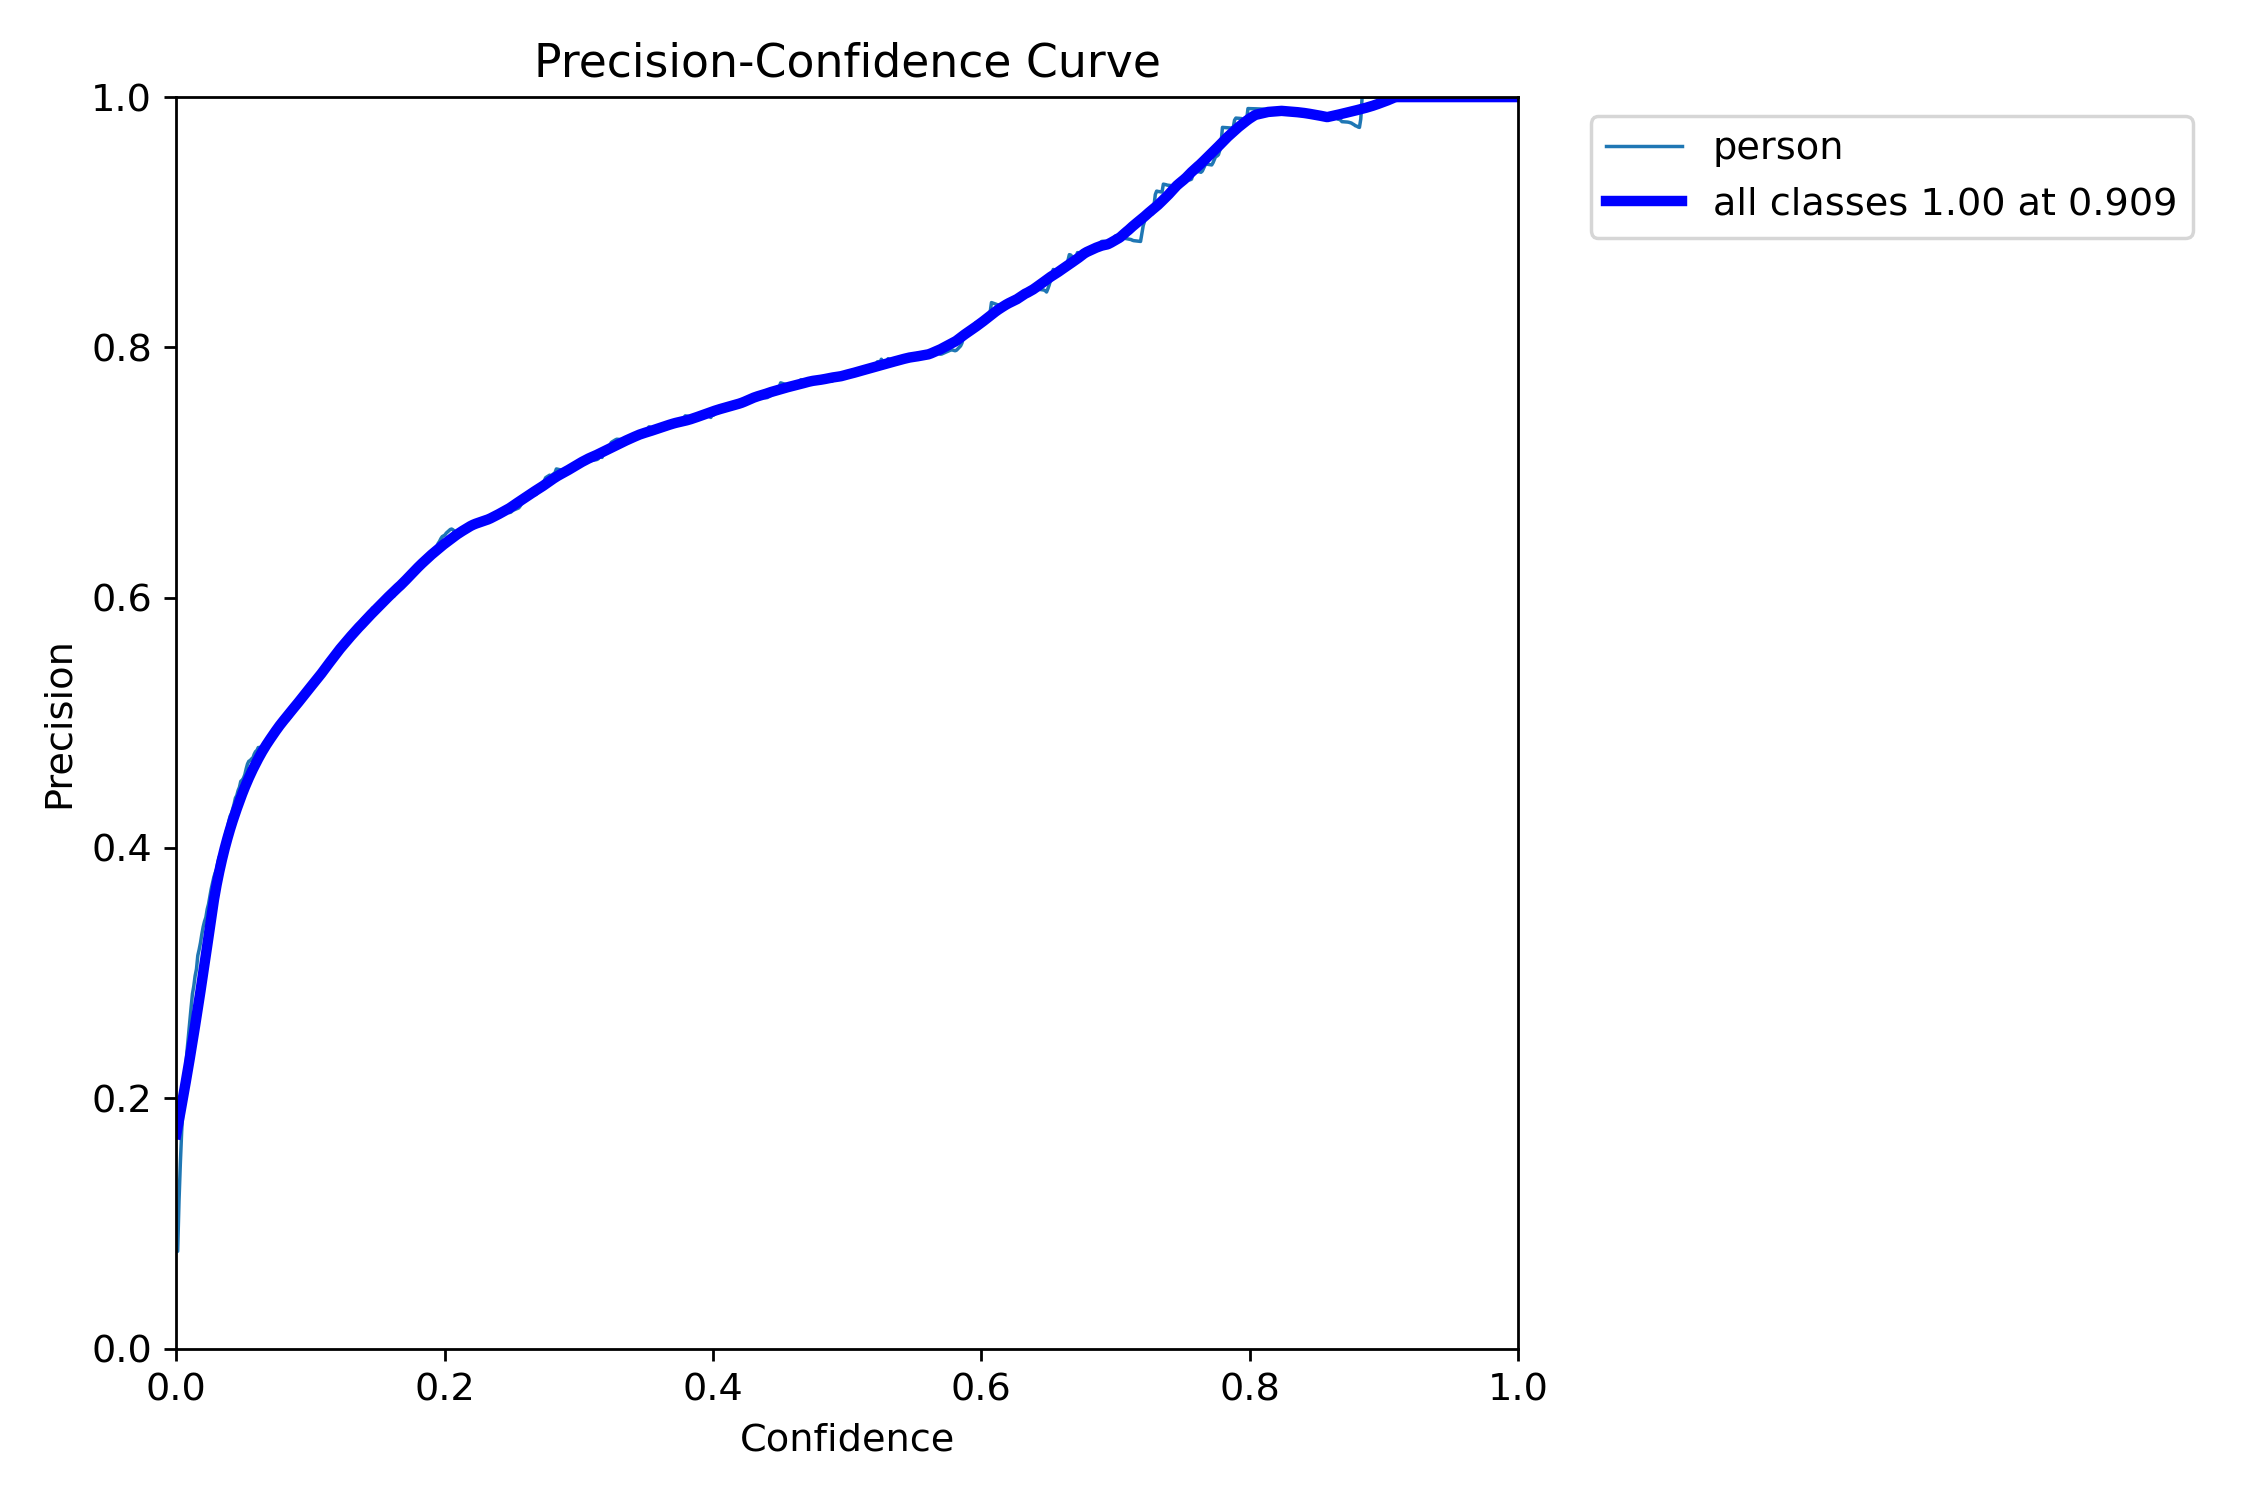 Precision-Confidence Curve
1.0
0.8
0.6
0.4
0.2
0.0
Precision
0.0 0.2 0.4 0.6 0.8 1.0
Confidence
person
all classes 1.00 at 0.909